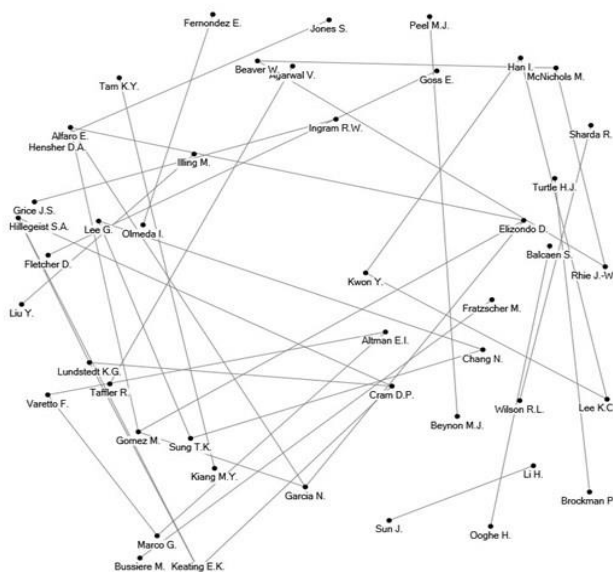 Fernondez E.
Jones S.
Peel M.J.
Beaver W.
Agarwal V.
Han I.
McNichols M.
Tam K.Y.
Goss E.
Alfaro E.
Hensher D.A.
Ingram R.W.
Sharda R.
Illing M.
Turtle H.J.
Grice J.S.
Hillegeist S.A.
Lee G.
Olmeda I.
Elizondo D.
Balcaen S.
Fletcher D.
Kwon Y.
Rhie J.-W
Liu Y.
Fratzscher M.
Altman E.I.
Chang N.
Lundstedt K.G.
Taffler R.
Varetto F.
Cram D.P.
Beynon M.J.
Wilson R.L.
Lee K.C
Gomez M.
Sung T.K.
Kiang M.Y.
Garcia N.
Li H.
Brockman P
Sun J.
Ooghe H.
Marco G.
Bussiere M.
Keating E.K.